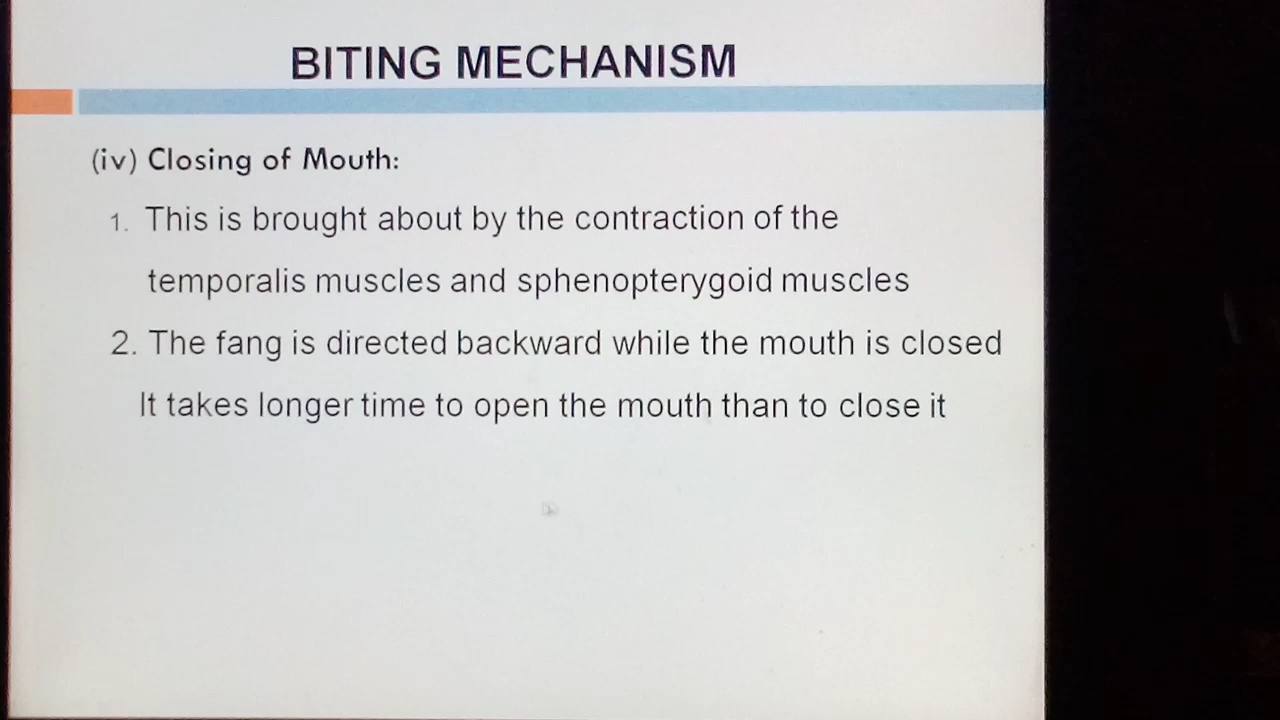 BITING MECHANISM
(iv) Closing of Mouth:
1. This is brought about by the contraction of the
temporalis muscles and sphenopterygoid muscles
2. The fang is directed backward while the mouth is closed
It takes longer time to open the mouth than to close it